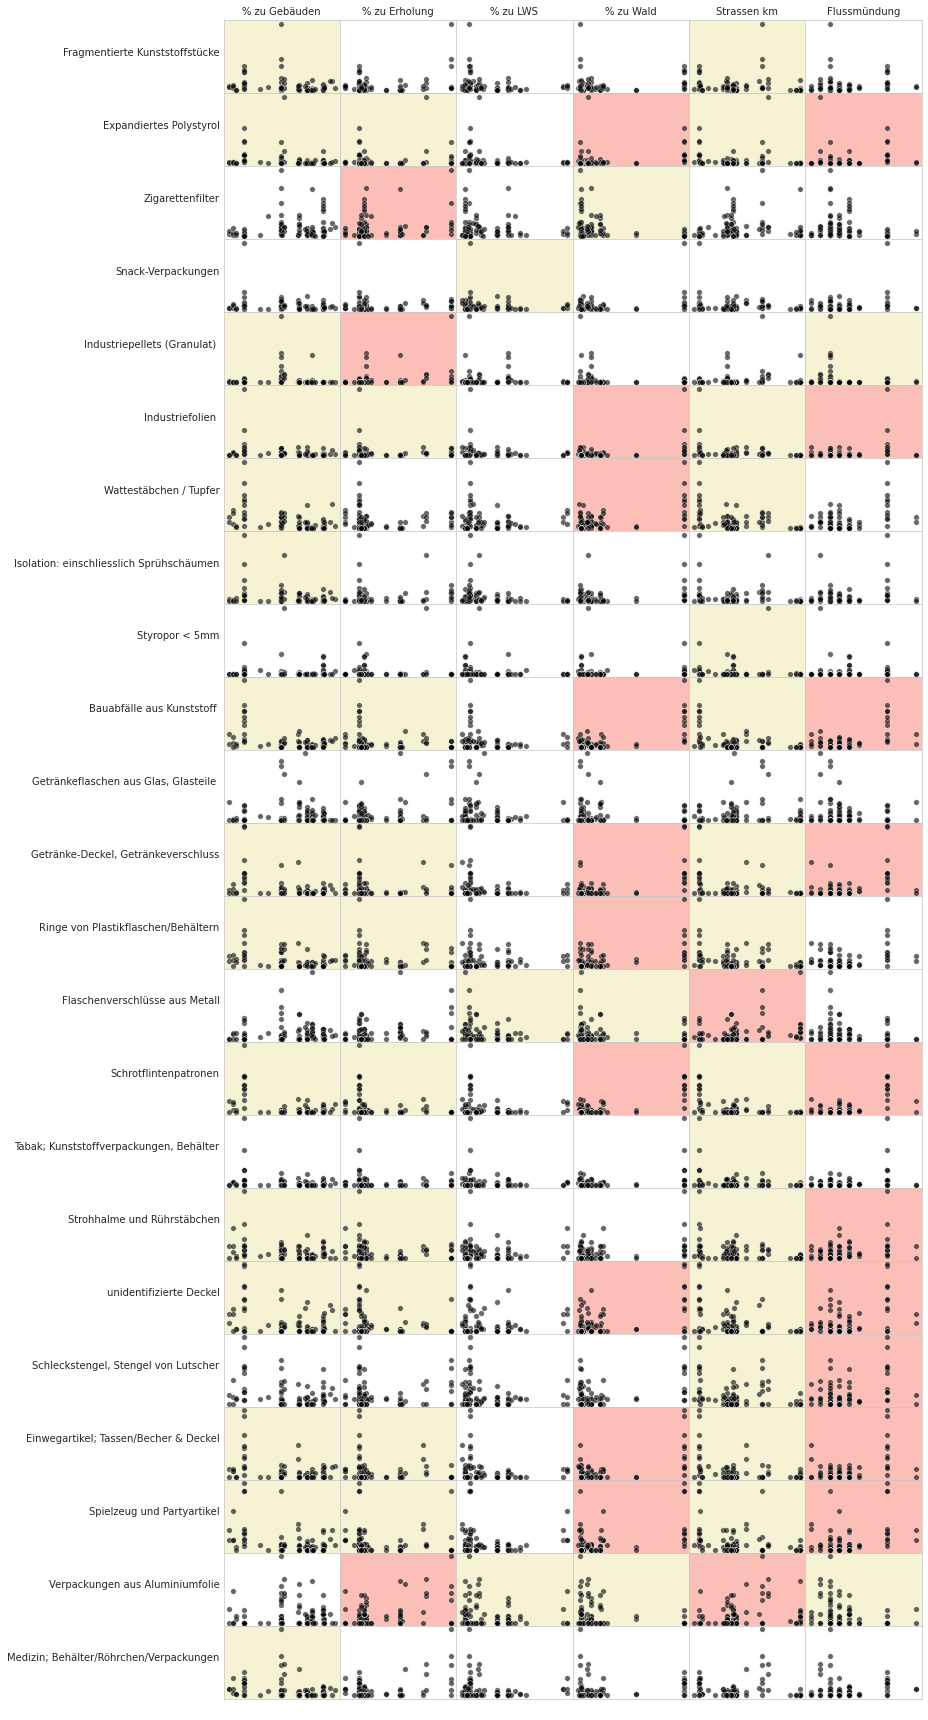 % zu Gebäuden % zu Erholung % zu LWS % zu Wald Strassen km Flussmündung
Fragmentierte Kunststoffstücke
Expandiertes Polystyrol
Zigarettenfilter
Snack-Verpackungen
Industriepellets (Granulat)
Industriefolien
Wattestäbchen / Tupfer
Isolation: einschliesslich Sprühschäumen
Styropor < 5mm
Bauabfälle aus Kunststoff
Getränkeflaschen aus Glas, Glasteile
Getränke-Deckel, Getränkeverschluss
Ringe von Plastikflaschen/Behältern
Flaschenverschlüsse aus Metall
Schrotflintenpatronen
Tabak; Kunststoffverpackungen, Behälter
Strohhalme und Rührstäbchen
unidentifizierte Deckel
Schleckstengel, Stengel von Lutscher
Einwegartikel; Tassen/Becher & Deckel
Spielzeug und Partyartikel
Verpackungen aus Aluminiumfolie
Medizin; Behälter/Röhrchen/Verpackungen